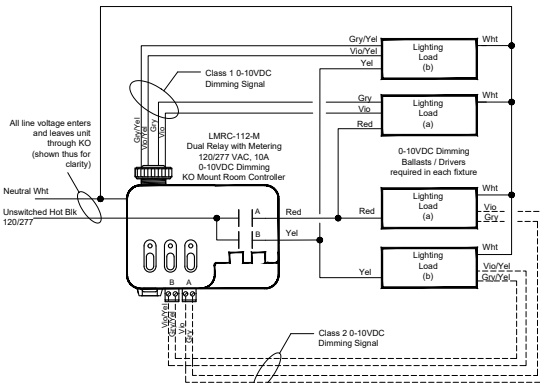 Gry/Yel
Vio/Yel
Yel
Wht
Lighting
Load
(b)
Class 1 0-10VDC
Dimming Signal
Gry
Vio
Red
Wht
Lighting
Load
(a)
Gry/Yel
Vio/Yel
Gry
Vio
All line voltage enters
and leaves unit
through KO
(shown thus for
clarity)
LMRC-112-M
Dual Relay with Metering
120/277 VAC, 10A
0-10VDC Dimming
KO Mount Room Controller
0-10VDC Dimming
Ballasts / Drivers
required in each fixture
Neutral Wht
Unswitched Hot Blk
120/277
A
Red
B
Yel
Red
Lighting
Load
(a)
Wht
Vio
Gry
Yel
Lighting
Load
(b)
Wht
Vio/Yel
Gry/Yel
B
A
Vio/Yel
Gry/Yel
Vio
Gry
Class 2 0-10VDC
Dimming Signal